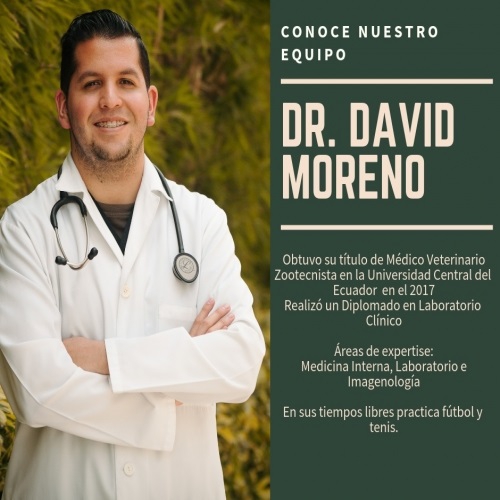 CONOCE NUESTRO
EQUIPO
DR. DAVID
MORENO
Obtuvo su título de Médico Veterinario
Zootecnista en la Universidad Central del
Ecuador en el 2017
Realizó un Diplomado en Laboratorio
Clínico
Áreas de expertise:
Medicina Interna, Laboratorio e
Imagenología
En sus tiempos libres practica fútbol y
tenis.